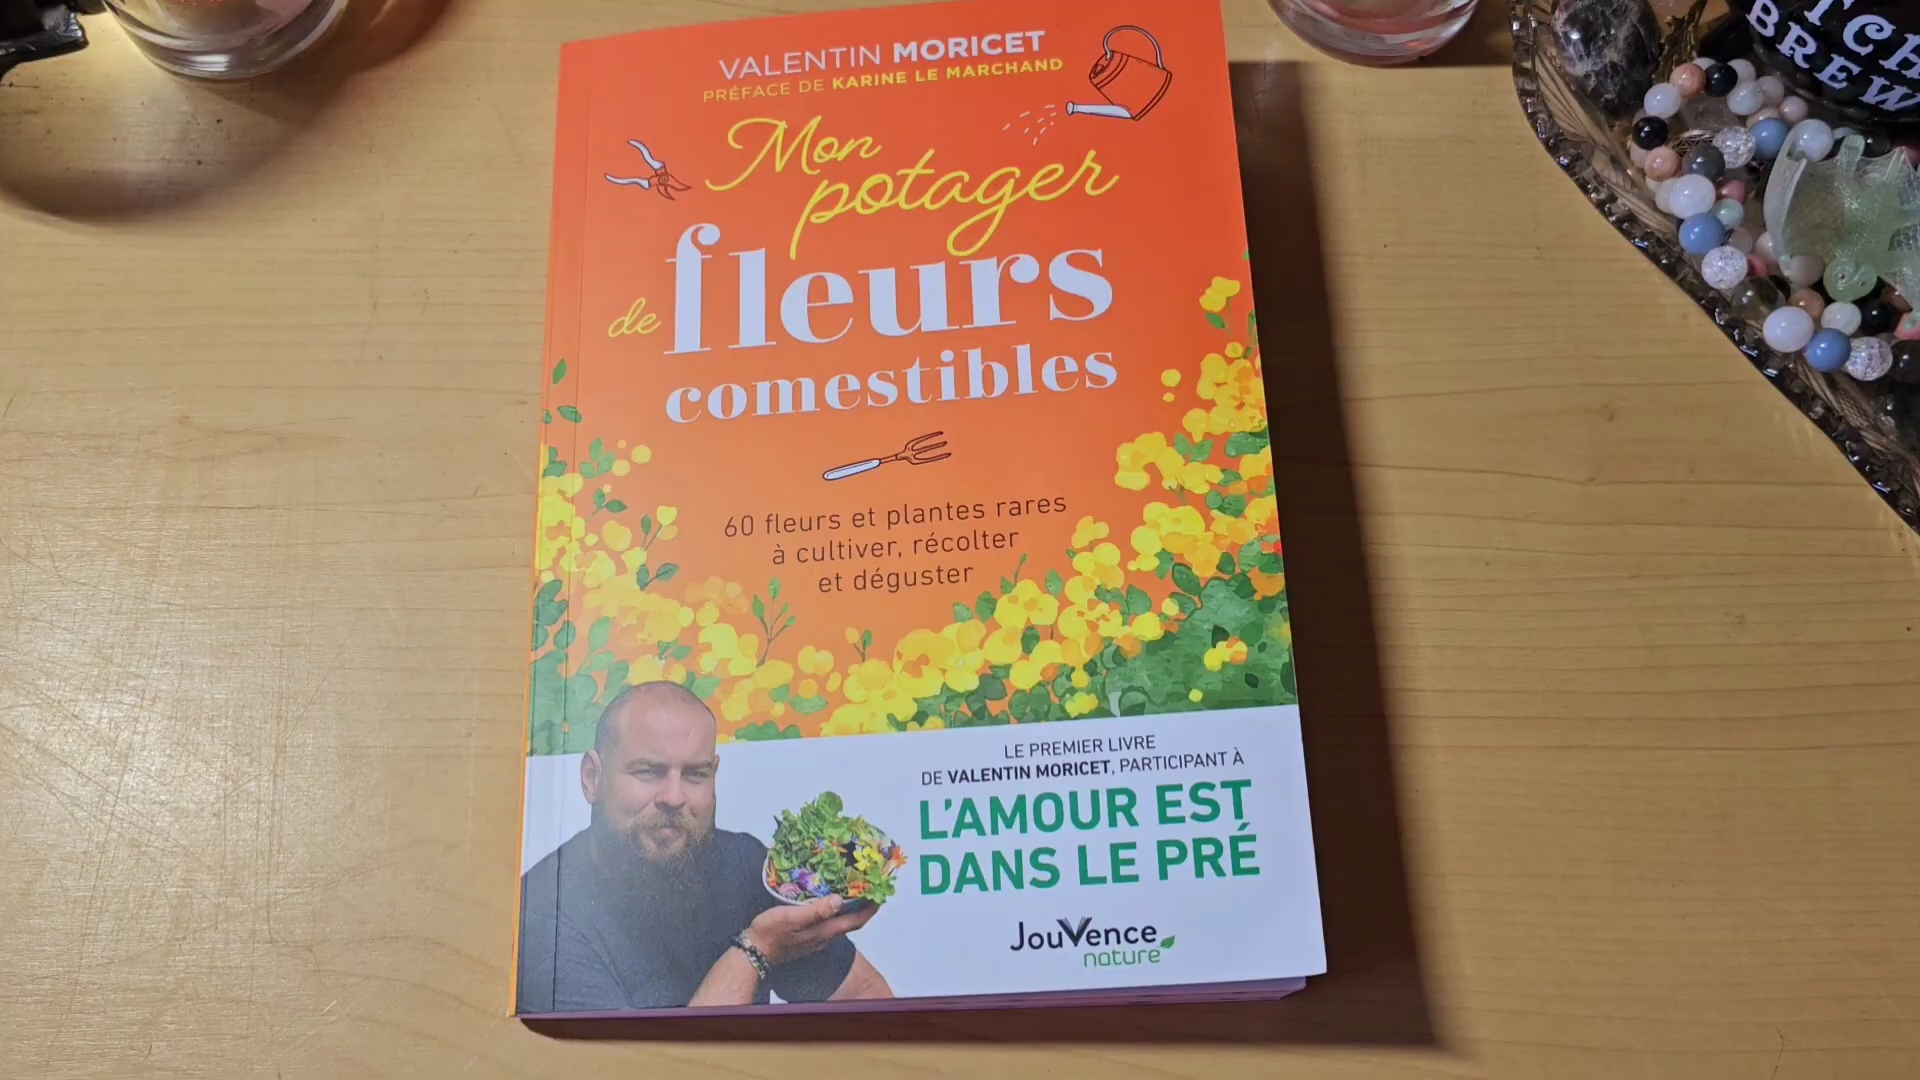 VALENTIN MORICET
PRÉFACE DE KARINE LE MARCHAND
Mon
potager
de fleurs
comestibles
60 fleurs et plantes rares
à cultiver, récolter
et déguster
LE PREMIER LIVRE
DE VALENTIN MORICET, PARTICIPANT À
L'AMOUR EST
DANS LE PRÉ
JouVence
nature
BREW